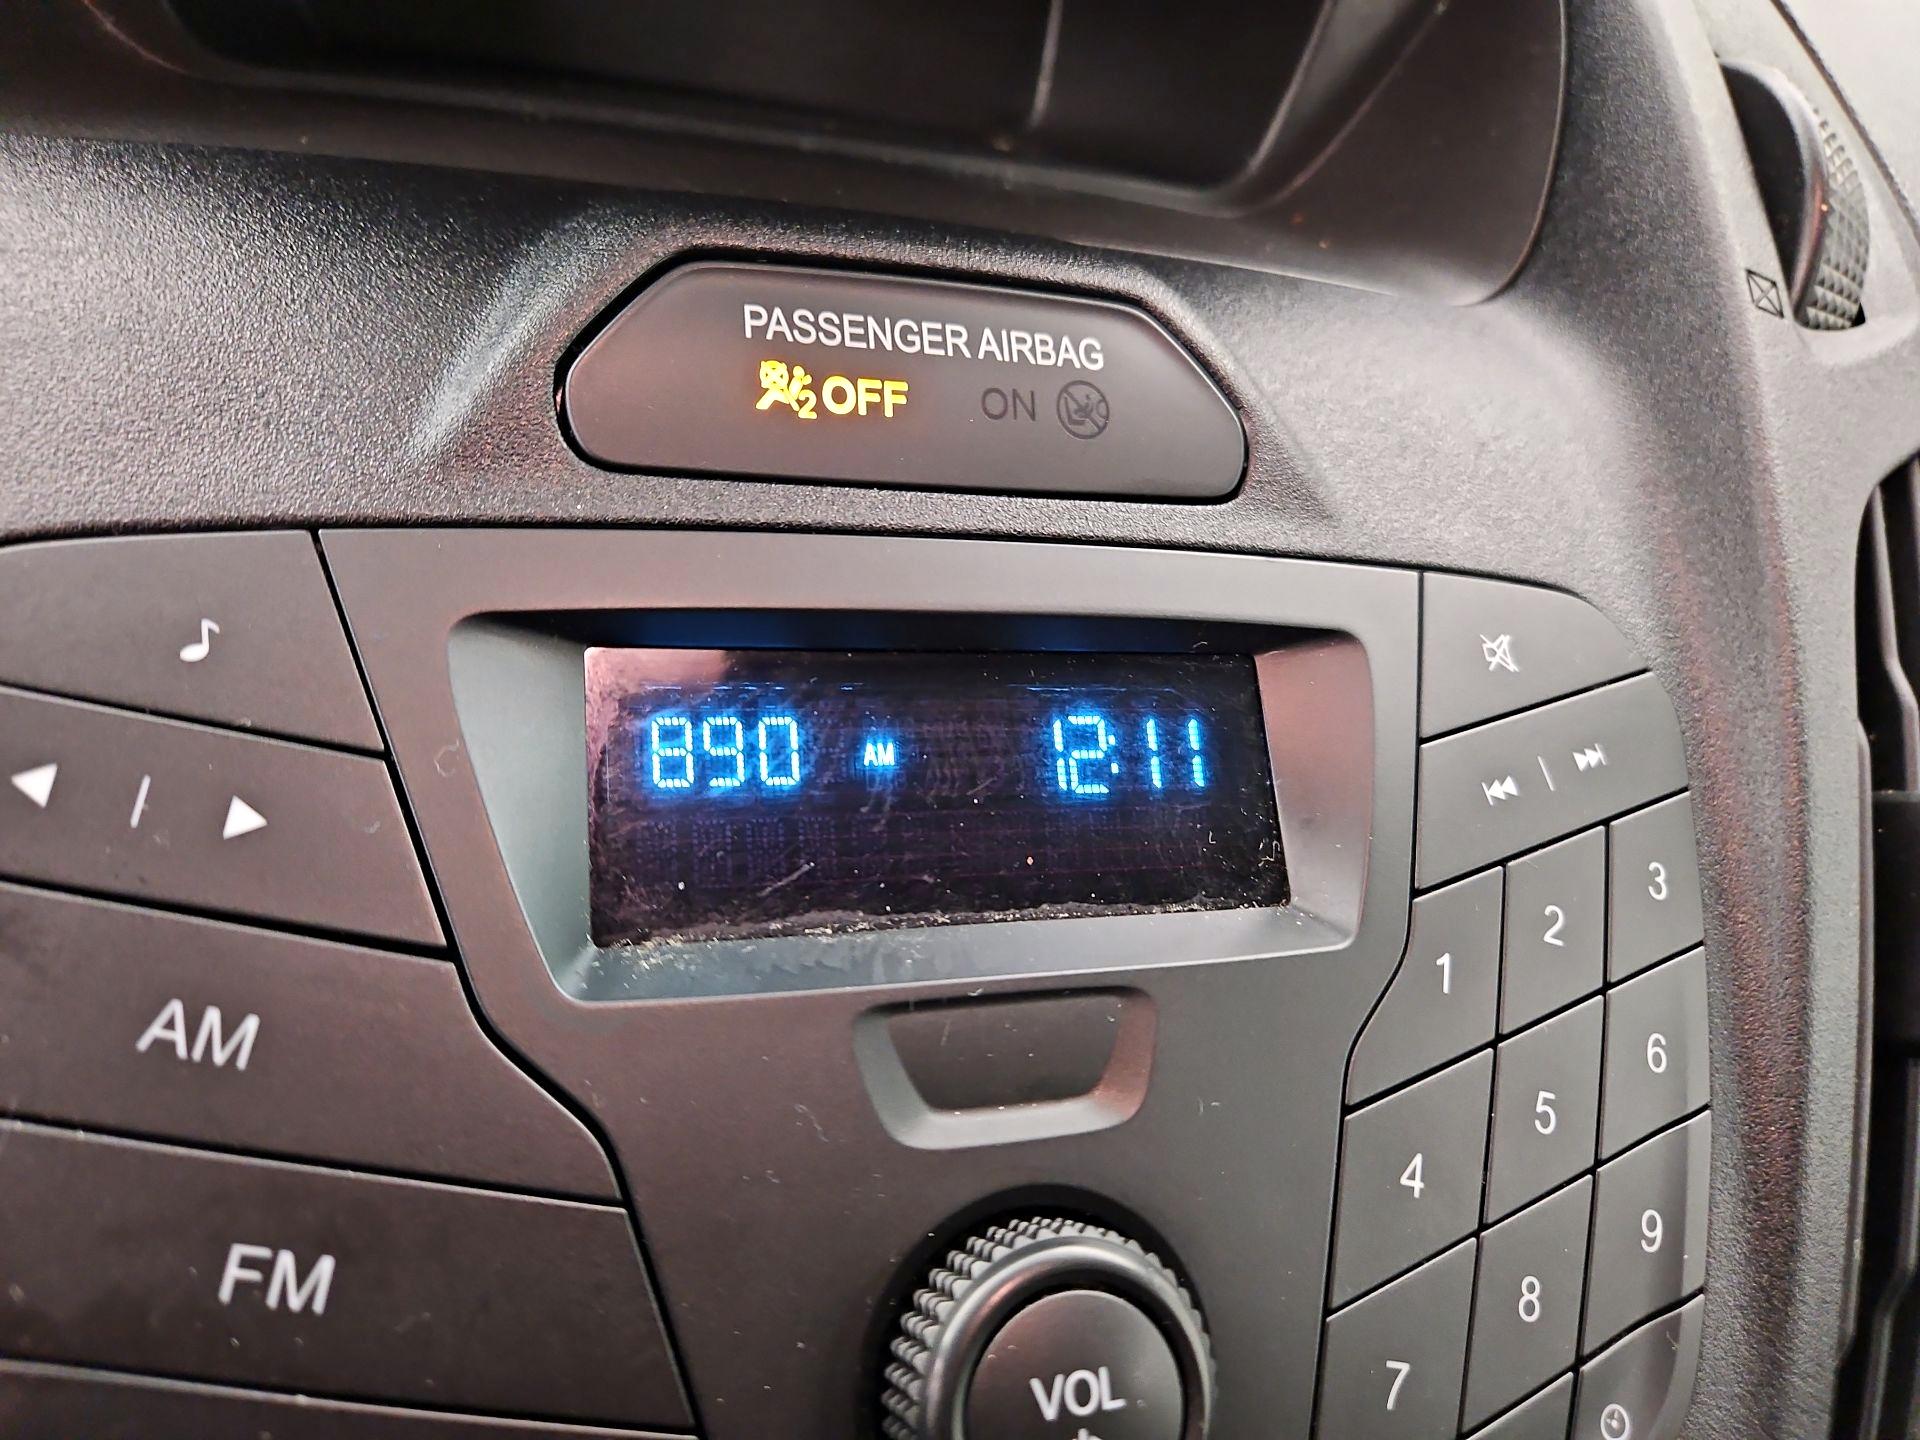 PASSENGER AIRBAG
2 OFF ON
890 AM 12:11
AM
FM
1 2 3
4 5 6
7 8 9
VOL